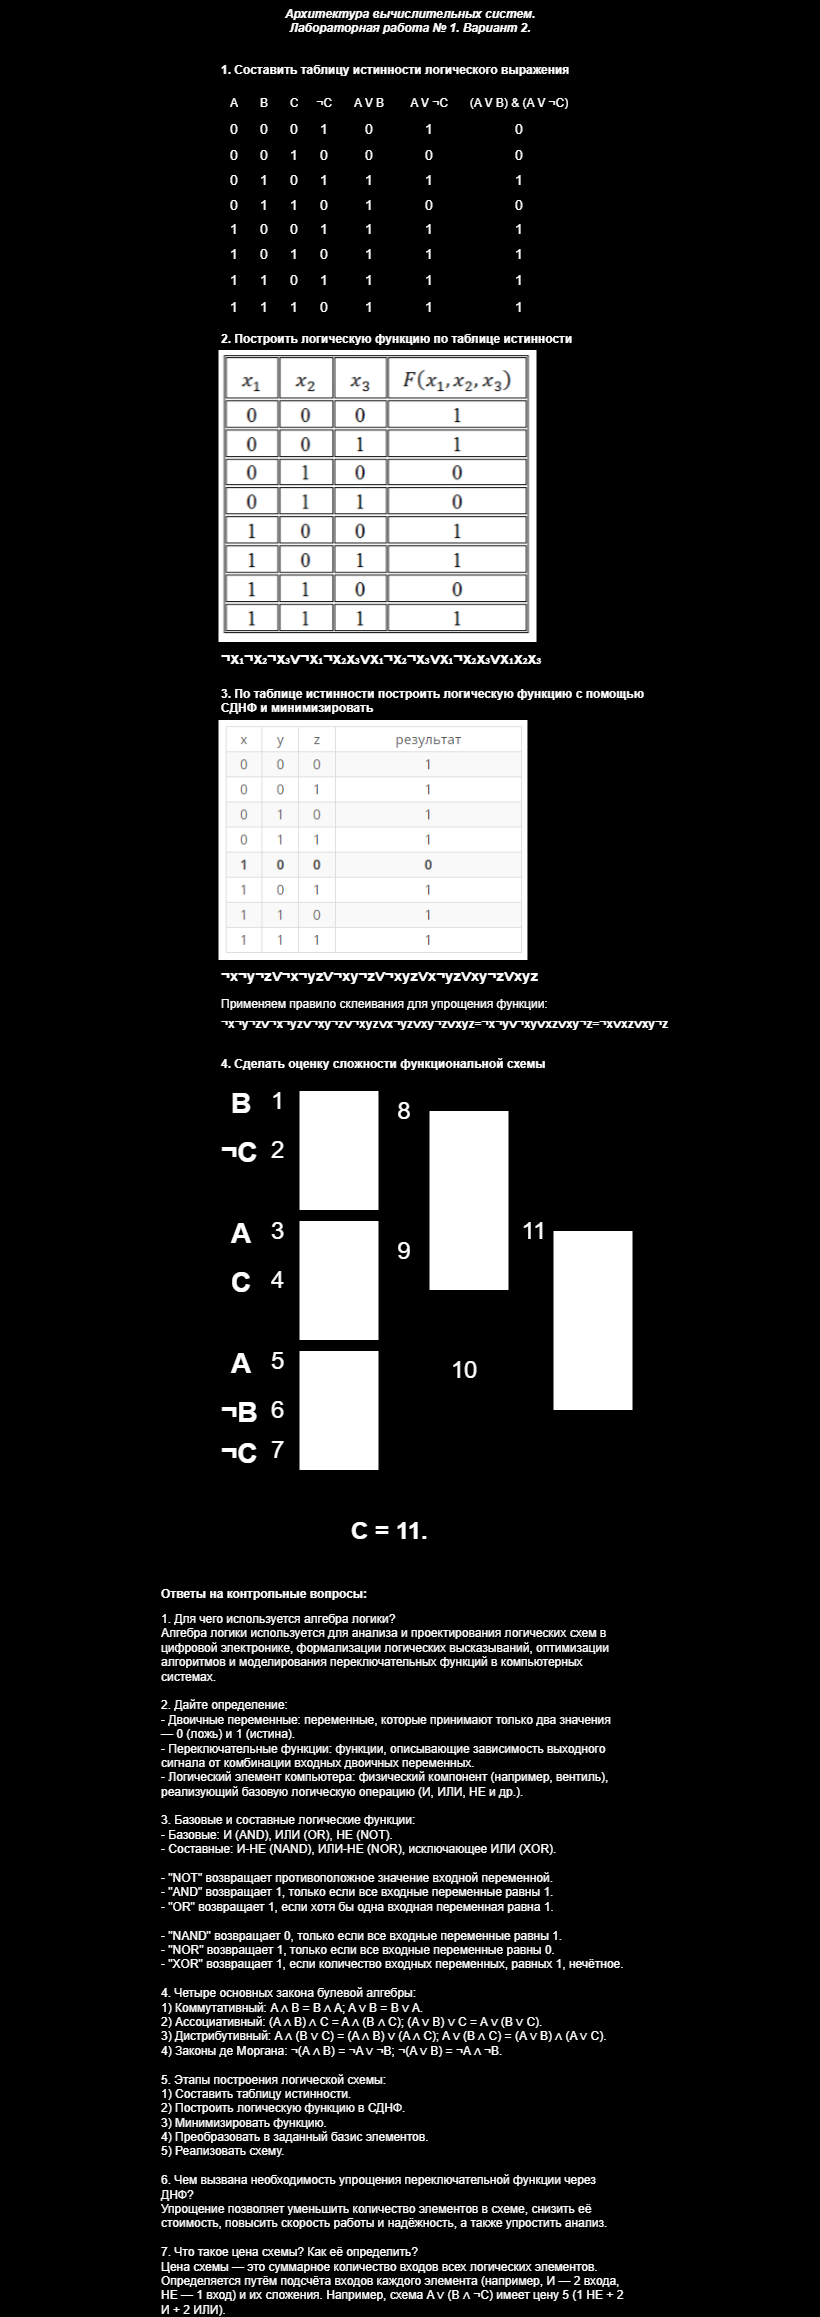 Архитектура вычислительных систем.
Лабораторная работа № 1. Вариант 2.
1. Составить таблицу истинности логического выражения
A B C ¬C A V B A V ¬C (A V B) & (A V ¬C)
0 0 0 1 0 1 0
0 0 1 0 0 0 0
0 1 0 1 1 1 1
0 1 1 0 1 0 0
1 0 0 1 1 1 1
1 0 1 0 1 1 1
1 1 0 1 1 1 1
1 1 1 0 1 1 1
2. Построить логическую функцию по таблице истинности
x₁ x₂ x₃ F(x₁, x₂, x₃)
0 0 0 1
0 0 1 1
0 1 0 0
0 1 1 0
1 0 0 1
1 0 1 1
1 1 0 0
1 1 1 1
¬x₁¬x₂¬x₃V¬x₁¬x₂x₃Vx₁¬x₂¬x₃Vx₁¬x₂x₃Vx₁x₂x₃
3. По таблице истинности построить логическую функцию с помощью
СДНФ и минимизировать
x y z результат
0 0 0 1
0 0 1 1
0 1 0 1
0 1 1 1
1 0 0 0
1 0 1 1
1 1 0 1
1 1 1 1
¬x¬y¬zV¬x¬yzV¬xy¬zV¬xyzVx¬yzVxy¬zVxyz
Применяем правило склеивания для упрощения функции:
¬x¬y¬zV¬x¬yzV¬xy¬zV¬xyzVx¬yzVxy¬zVxyz=¬x¬yV¬xyVxzVxy¬z=¬xVxzVxy¬z
4. Сделать оценку сложности функциональной схемы
B 1
8
¬C 2
A 3
11
9
C 4
A 5
10
¬B 6
¬C 7
C = 11.
Ответы на контрольные вопросы:
1. Для чего используется алгебра логики?
Алгебра логики используется для анализа и проектирования логических схем в
цифровой электронике, формализации логических высказываний, оптимизации
алгоритмов и моделирования переключательных функций в компьютерных
системах.
2. Дайте определение:
- Двоичные переменные: переменные, которые принимают только два значения
— 0 (ложь) и 1 (истина).
- Переключательные функции: функции, описывающие зависимость выходного
сигнала от комбинации входных двоичных переменных.
- Логический элемент компьютера: физический компонент (например, вентиль),
реализующий базовую логическую операцию (И, ИЛИ, НЕ и др.).
3. Базовые и составные логические функции:
- Базовые: И (AND), ИЛИ (OR), НЕ (NOT).
- Составные: И-НЕ (NAND), ИЛИ-НЕ (NOR), исключающее ИЛИ (XOR).
- "NOT" возвращает противоположное значение входной переменной.
- "AND" возвращает 1, только если все входные переменные равны 1.
- "OR" возвращает 1, если хотя бы одна входная переменная равна 1.
- "NAND" возвращает 0, только если все входные переменные равны 1.
- "NOR" возвращает 1, только если все входные переменные равны 0.
- "XOR" возвращает 1, если количество входных переменных, равных 1, нечётное.
4. Четыре основных закона булевой алгебры:
1) Коммутативный: A ∧ B = B ∧ A; A ∨ B = B ∨ A.
2) Ассоциативный: (A ∧ B) ∧ C = A ∧ (B ∧ C); (A ∨ B) ∨ C = A ∨ (B ∨ C).
3) Дистрибутивный: A ∧ (B ∨ C) = (A ∧ B) ∨ (A ∧ C); A ∨ (B ∧ C) = (A ∨ B) ∧ (A ∨ C).
4) Законы де Моргана: ¬(A ∧ B) = ¬A ∨ ¬B; ¬(A ∨ B) = ¬A ∧ ¬B.
5. Этапы построения логической схемы:
1) Составить таблицу истинности.
2) Построить логическую функцию в СДНФ.
3) Минимизировать функцию.
4) Преобразовать в заданный базис элементов.
5) Реализовать схему.
6. Чем вызвана необходимость упрощения переключательной функции через
ДНФ?
Упрощение позволяет уменьшить количество элементов в схеме, снизить её
стоимость, повысить скорость работы и надёжность, а также упростить анализ.
7. Что такое цена схемы? Как её определить?
Цена схемы — это суммарное количество входов всех логических элементов.
Определяется путём подсчёта входов каждого элемента (например, И — 2 входа,
НЕ — 1 вход) и их сложения. Например, схема A ∨ (B ∧ ¬C) имеет цену 5 (1 НЕ + 2
И + 2 ИЛИ).